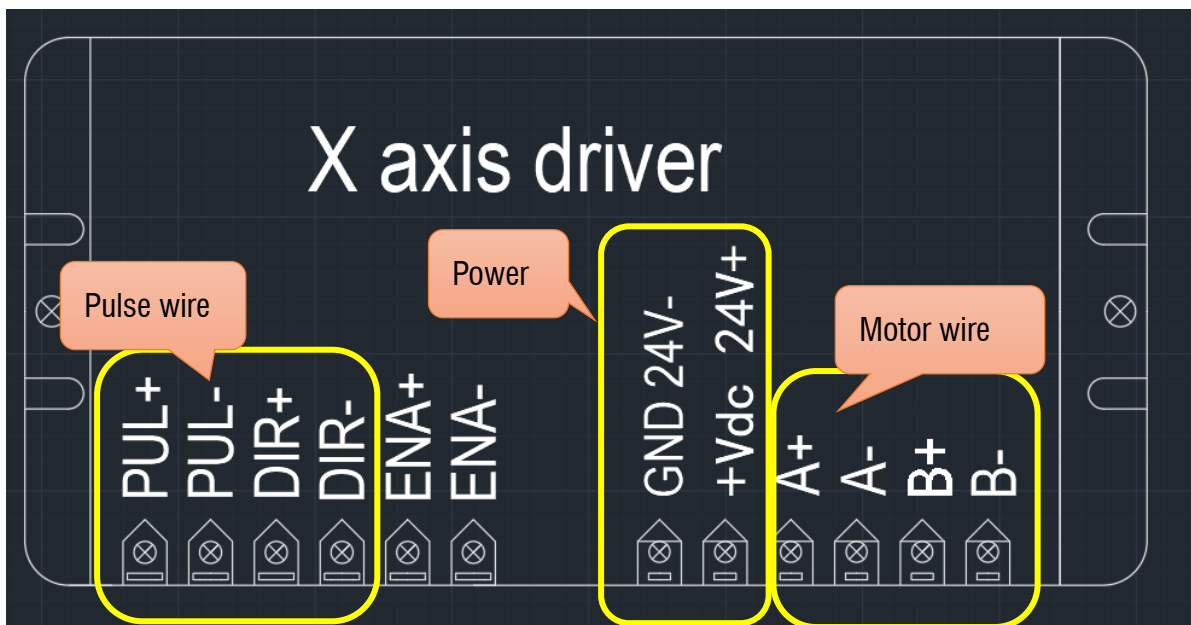 X axis driver
Pulse wire
Power
Motor wire
PUL+
PUL-
DIR+
DIR-
ENA+
ENA-
GND 24V-
+Vdc 24V+
A+
A-
B+
B-